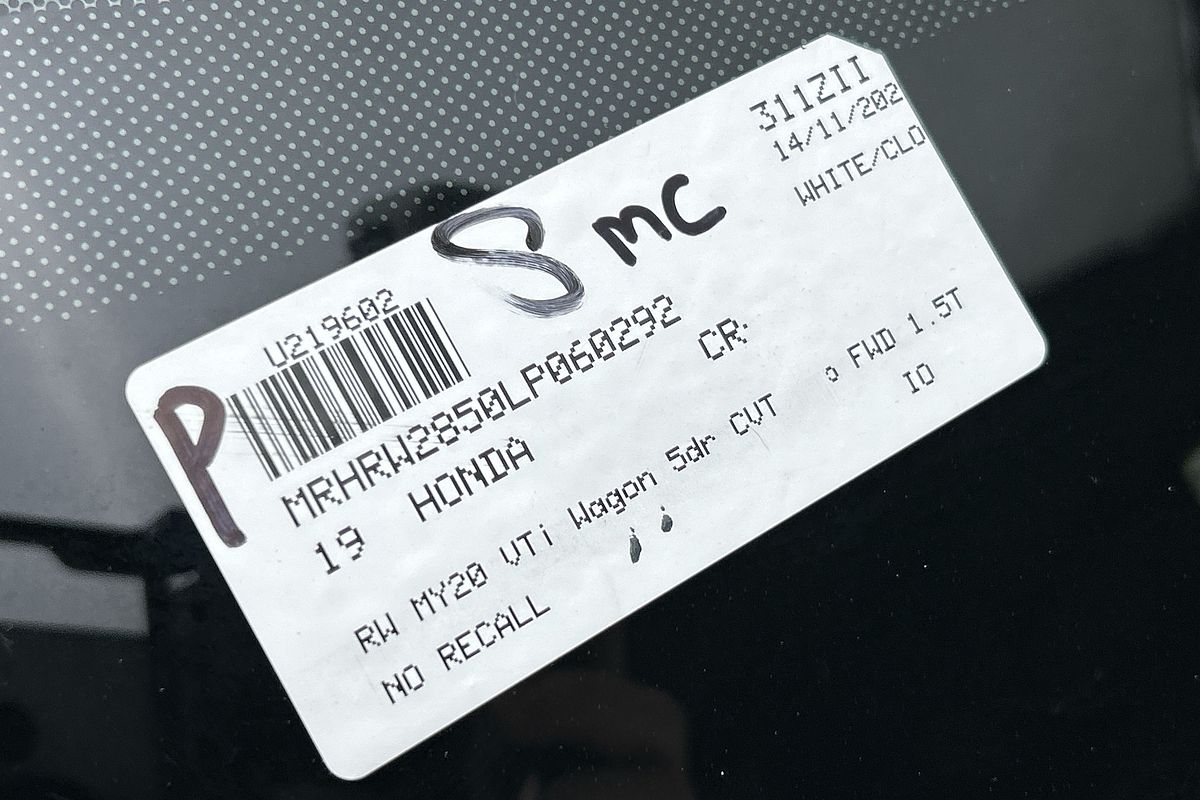 311ZII
14/11/202
WHITE/CLO
S MC
U219602
P
MRHRW2850LP060292
19 HONDA CR-
RW MY20 VTi Wagon 5dr CVT o FWD 1.5T
NO RECALL IO